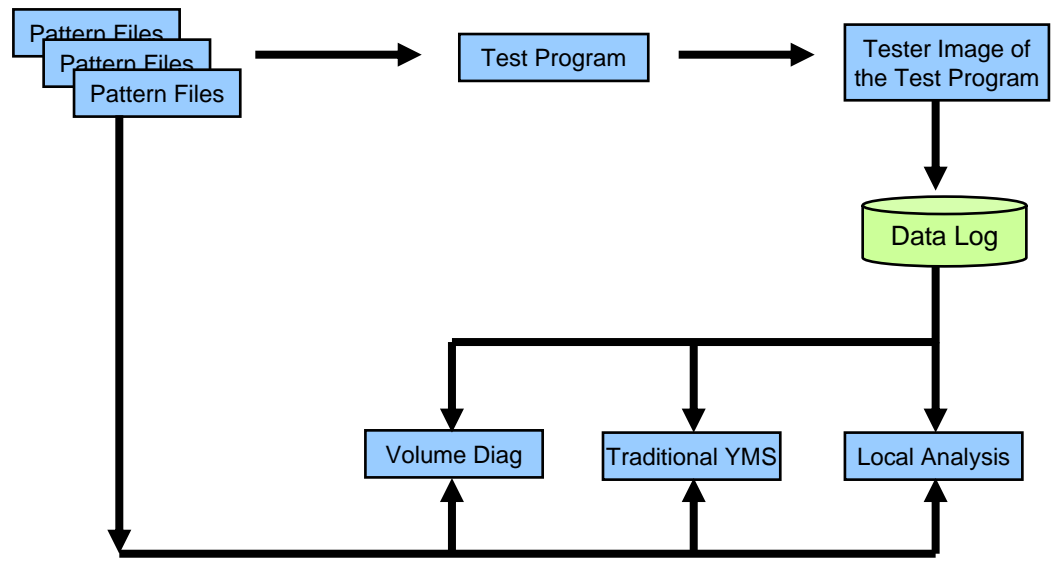 Pattern Files
Pattern Files
Pattern Files
Test Program
Tester Image of
the Test Program
Data Log
Volume Diag
Traditional YMS
Local Analysis